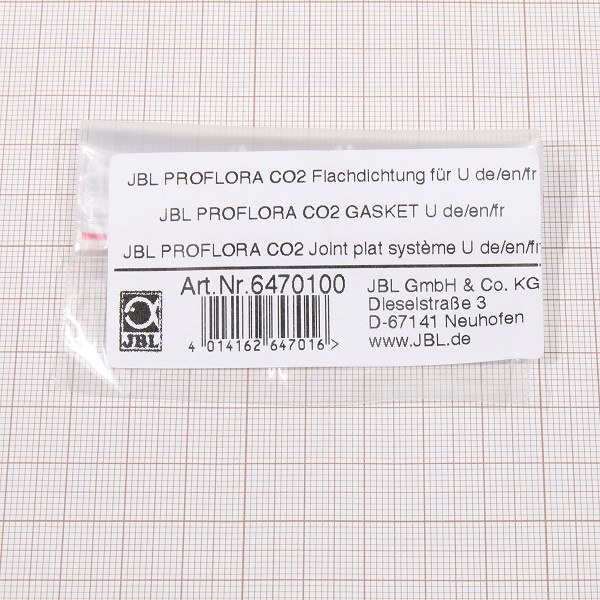 JBL PROFLORA CO2 Flachdichtung für U de/en/fr
JBL PROFLORA CO2 GASKET U de/en/fr
JBL PROFLORA CO2 Joint plat système U de/en/fr
Art.Nr.6470100
JBL GmbH & Co. KG
Dieselstraße 3
D-67141 Neuhofen
www.JBL.de
JBL
4 014162 647016>